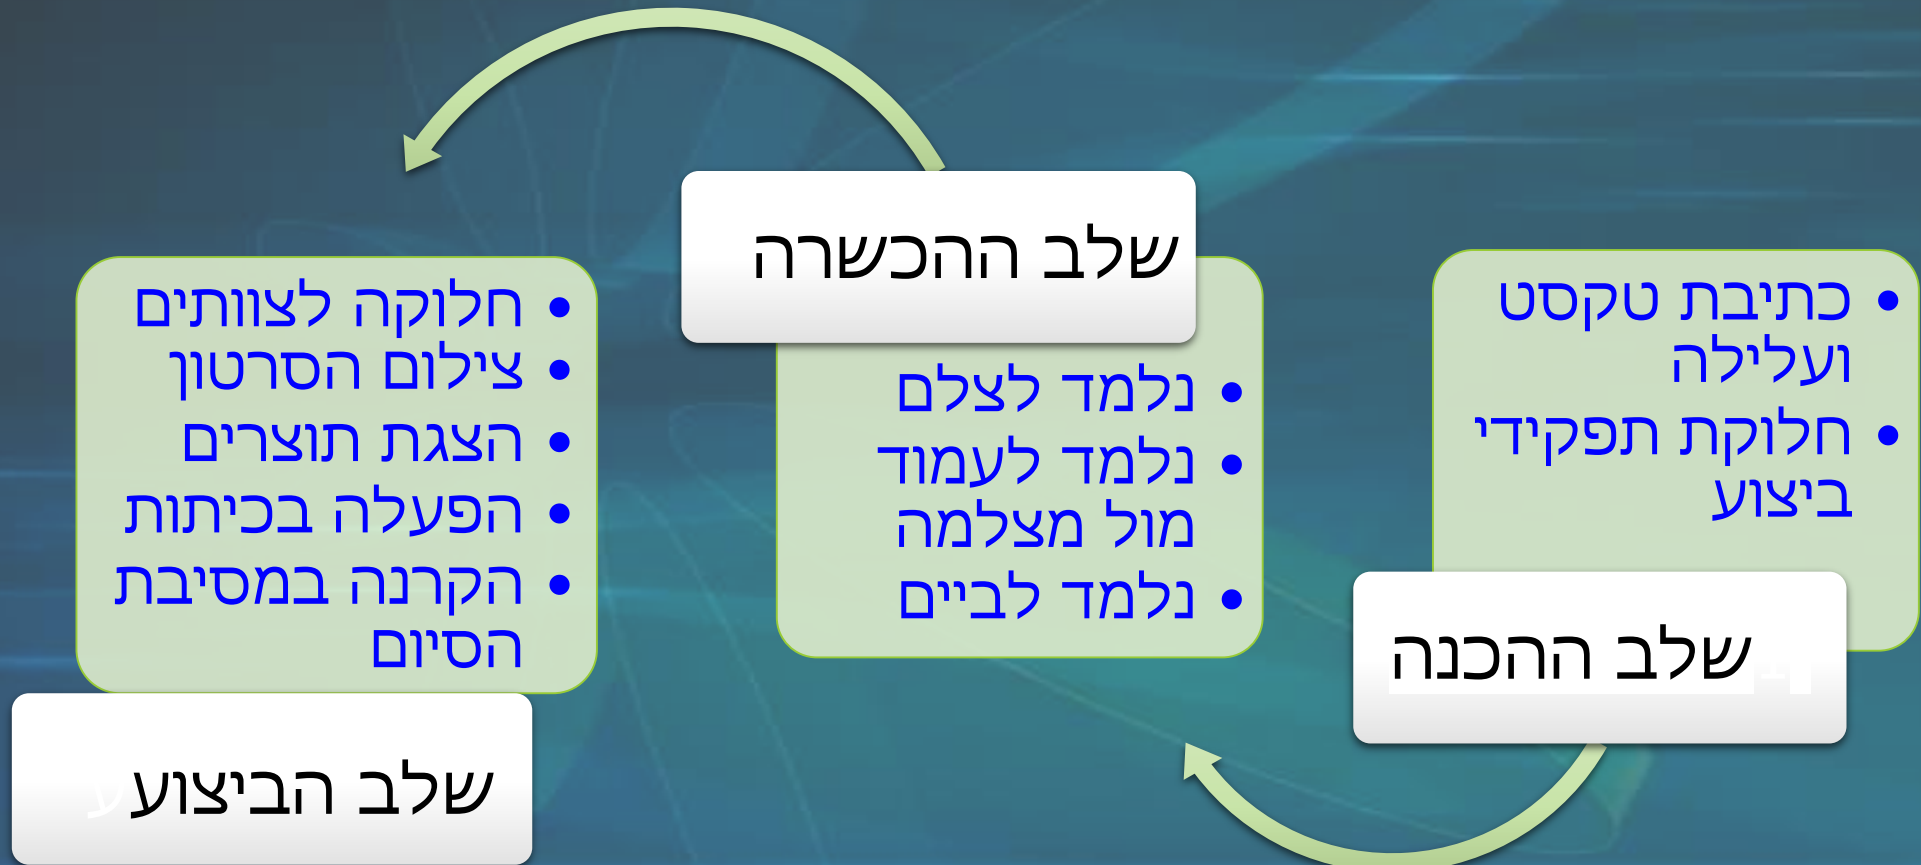 • כתיבת טקסט
ועלילה
• חלוקת תפקידי
ביצוע
שלב ההכנה
שלב ההכשרה
• נלמד לצלם
• נלמד לעמוד
מול מצלמה
• נלמד לביים
• חלוקה לצוותים
• צילום הסרטון
• הצגת תוצרים
• הפעלה בכיתות
• הקרנה במסיבת
הסיום
שלב הביצוע